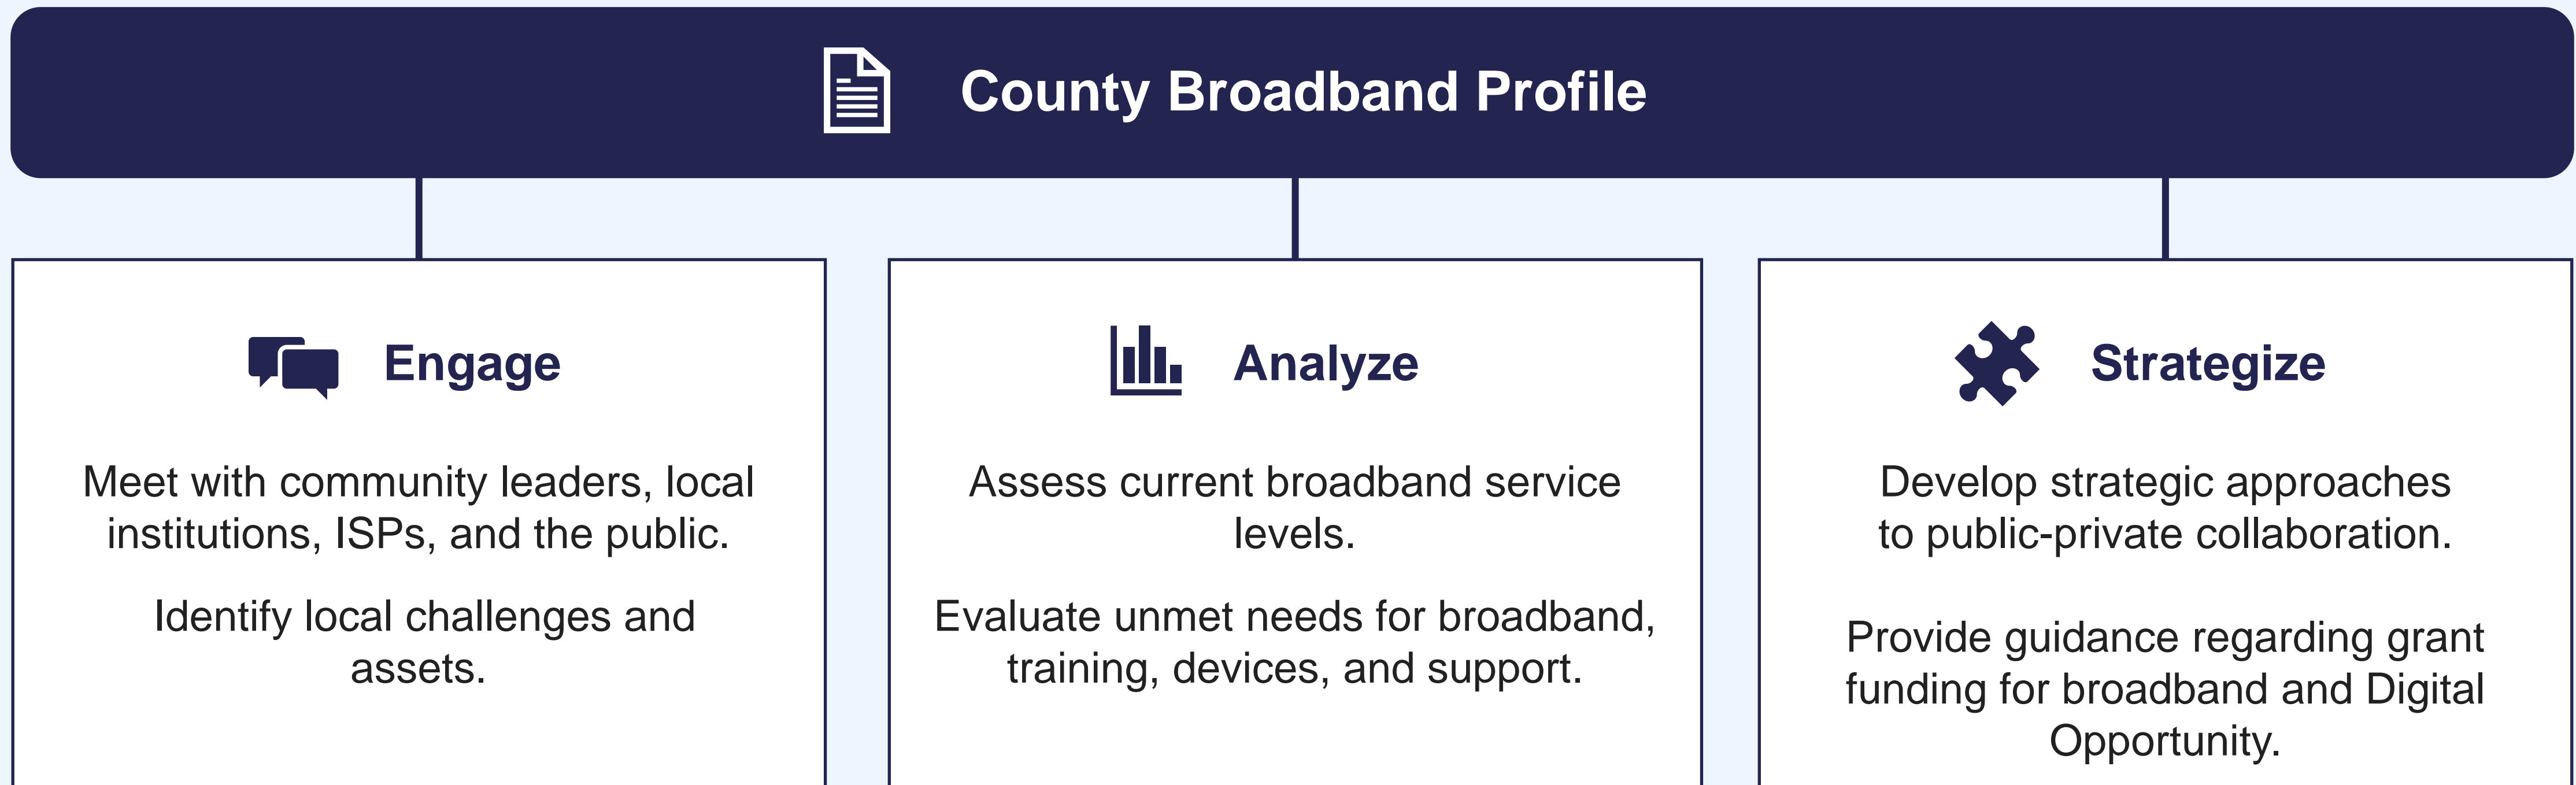 County Broadband Profile
Engage
Meet with community leaders, local
institutions, ISPs, and the public.
Identify local challenges and
assets.
Analyze
Assess current broadband service
levels.
Evaluate unmet needs for broadband,
training, devices, and support.
Strategize
Develop strategic approaches
to public-private collaboration.
Provide guidance regarding grant
funding for broadband and Digital
Opportunity.